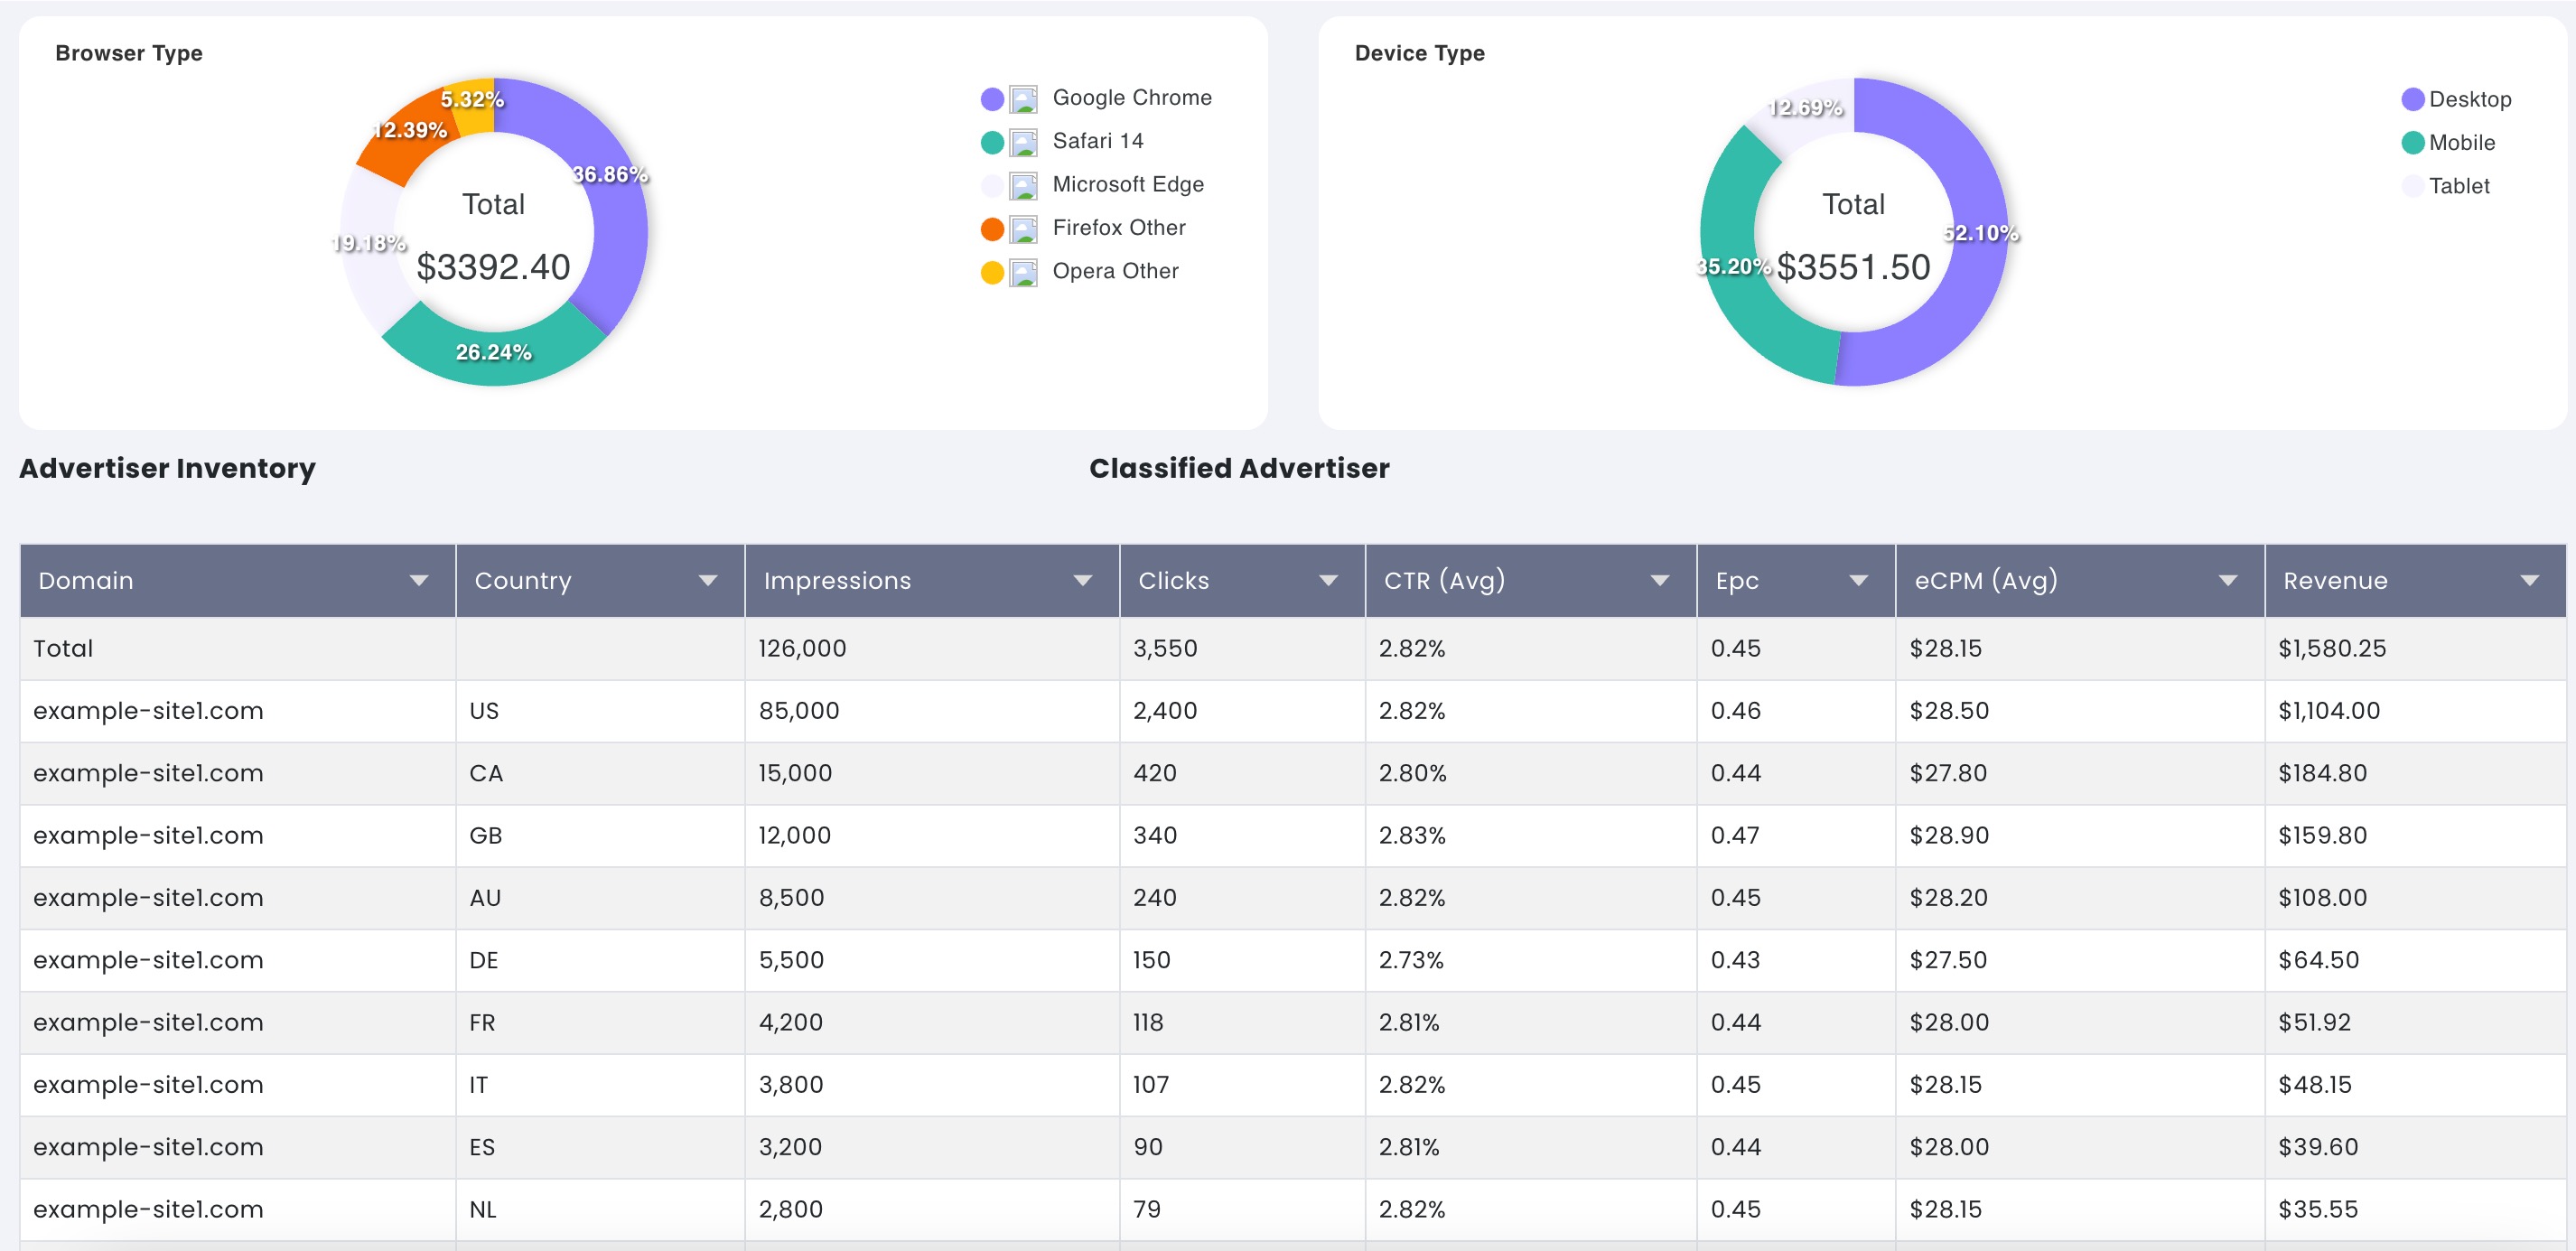 Browser Type
5.32%
12.39%
36.86%
19.18%
26.24%
Total
$3392.40
Google Chrome
Safari 14
Microsoft Edge
Firefox Other
Opera Other
Device Type
12.69%
52.10%
35.20%
Total
$3551.50
Desktop
Mobile
Tablet
Advertiser Inventory
Classified Advertiser
Domain Country Impressions Clicks CTR (Avg) Epc eCPM (Avg) Revenue
Total 126,000 3,550 2.82% 0.45 $28.15 $1,580.25
example-site1.com US 85,000 2,400 2.82% 0.46 $28.50 $1,104.00
example-site1.com CA 15,000 420 2.80% 0.44 $27.80 $184.80
example-site1.com GB 12,000 340 2.83% 0.47 $28.90 $159.80
example-site1.com AU 8,500 240 2.82% 0.45 $28.20 $108.00
example-site1.com DE 5,500 150 2.73% 0.43 $27.50 $64.50
example-site1.com FR 4,200 118 2.81% 0.44 $28.00 $51.92
example-site1.com IT 3,800 107 2.82% 0.45 $28.15 $48.15
example-site1.com ES 3,200 90 2.81% 0.44 $28.00 $39.60
example-site1.com NL 2,800 79 2.82% 0.45 $28.15 $35.55